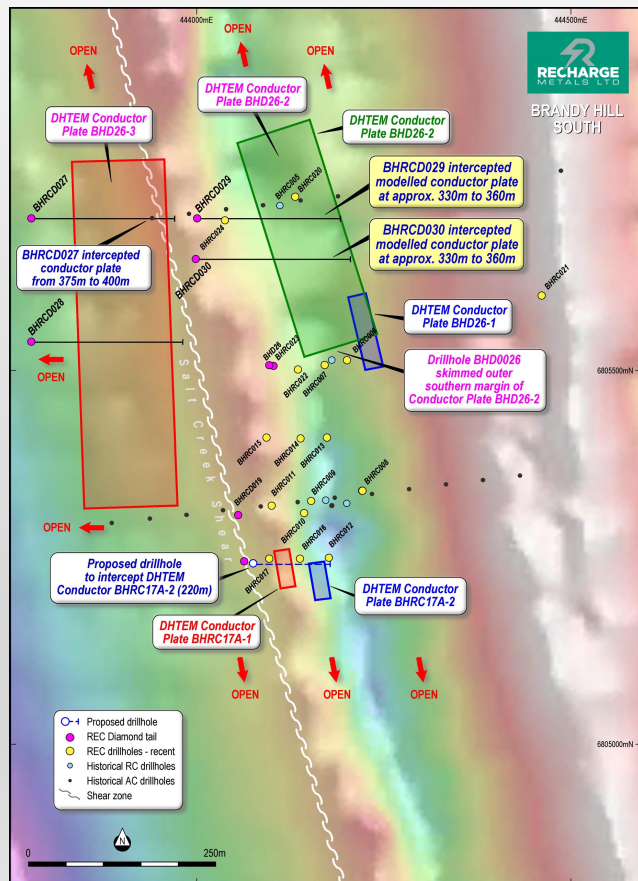 444000mE
444500mE
OPEN
OPEN
OPEN
RECHARGE
METALS LTD
BRANDY HILL
SOUTH
DHTEM Conductor
Plate BHD26-3
DHTEM Conductor
Plate BHD26-2
DHTEM Conductor
Plate BHD26-2
BHRCD029 intercepted
modelled conductor plate
at approx. 330m to 360m
BHRCD030 intercepted
modelled conductor plate
at approx. 330m to 360m
BHRCD027
BHRCD029
BHRC005
BHRC020
BHRC024
BHRCD027 intercepted
conductor plate
from 375m to 400m
BHRCD030
BHRC021
DHTEM Conductor
Plate BHD26-1
BHRCD028
OPEN
BHD26
BHRC023
BHRC022
BHRC007
BHRC006
6805500mN
Drillhole BHD0026
skimmed outer
southern margin of
Conductor Plate BHD26-2
Salt Creek Shear
BHRC015
BHRC014
BHRC013
BHRCD019
BHRC011
BHRC009
BHRC008
OPEN
BHRC010
BHRC016
BHRC012
Proposed drillhole
to intercept DHTEM
Conductor BHRC17A-2 (220m)
BHRC017
DHTEM Conductor
Plate BHRC17A-2
DHTEM Conductor
Plate BHRC17A-1
OPEN
OPEN
OPEN
Proposed drillhole
REC Diamond tail
REC drillholes - recent
Historical RC drillholes
Historical AC drillholes
Shear zone
6805000mN
N
0
250m
444000mE
444500mE